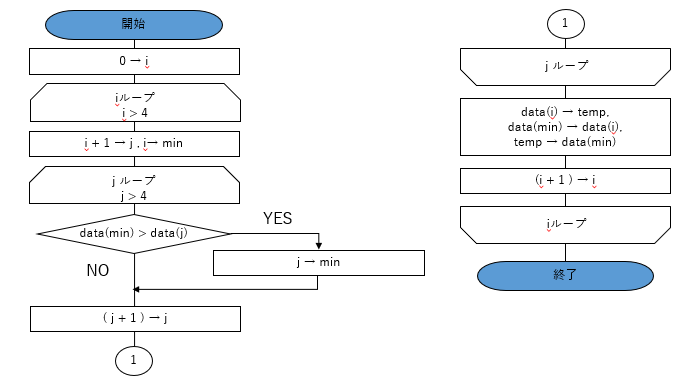 開始
0 → i
iループ
i > 4
i + 1 → j , i→ min
j ループ
j > 4
data(min) > data(j)
YES
NO
j → min
( j + 1 ) → j
1
1
j ループ
data(i) → temp,
data(min) → data(i),
temp → data(min)
(i + 1 ) → i
iループ
終了